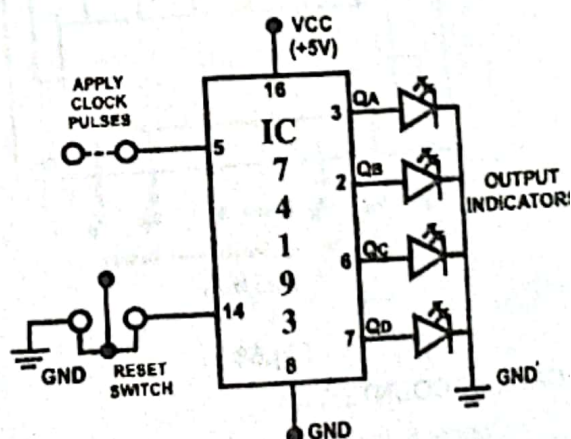 VCC
(+5V)
APPLY
CLOCK
PULSES
16
IC
7
4
1
9
3
5
14
8
3
QA
2
QB
6
QC
7
QD
OUTPUT
INDICATORS
GND
RESET
SWITCH
GND
GND'